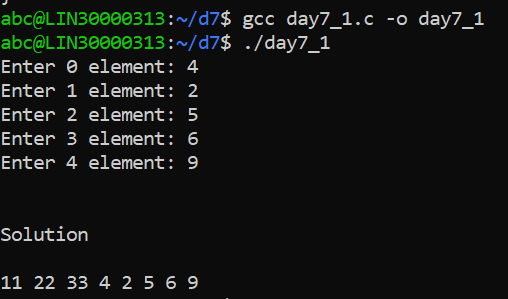 abc@LIN30000313:~/d7$ gcc day7_1.c -o day7_1
abc@LIN30000313:~/d7$ ./day7_1
Enter 0 element: 4
Enter 1 element: 2
Enter 2 element: 5
Enter 3 element: 6
Enter 4 element: 9
Solution
11 22 33 4 2 5 6 9